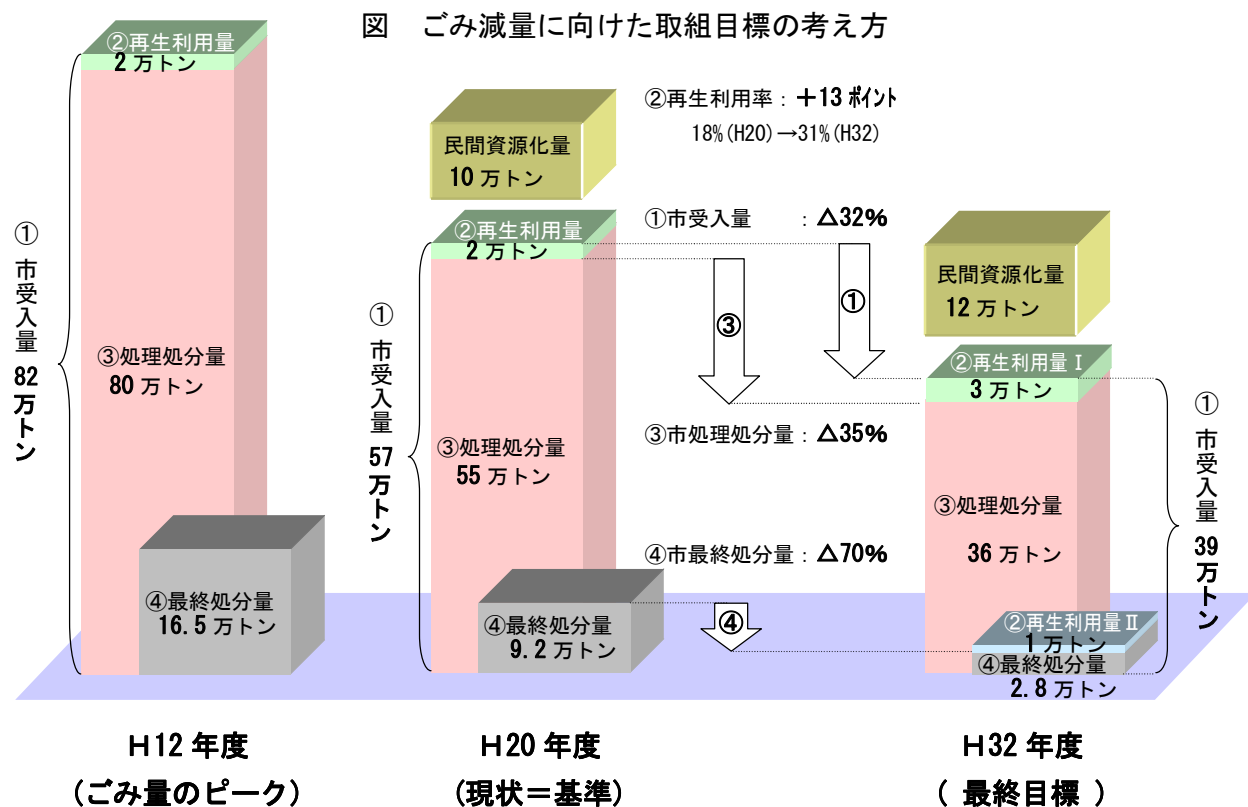 図　ごみ減量に向けた取組目標の考え方
②再生利用量
2 万トン
① 市受入量 82 万トン
③処理処分量
80 万トン
④最終処分量
16.5 万トン
H12 年度
(ごみ量のピーク)
民間資源化量
10 万トン
②再生利用量
2 万トン
① 市受入量 57 万トン
③処理処分量
55 万トン
④最終処分量
9.2 万トン
H20 年度
(現状＝基準)
②再生利用率：＋13 ポイント
18%(H20)→31%(H32)
①市受入量　　：△32%
①
③
③市処理処分量：△35%
④市最終処分量：△70%
④
民間資源化量
12 万トン
②再生利用量Ⅰ
3 万トン
③処理処分量
36 万トン
②再生利用量Ⅱ
1 万トン
④最終処分量
2.8 万トン
① 市受入量 39 万トン
H32 年度
( 最終目標 )